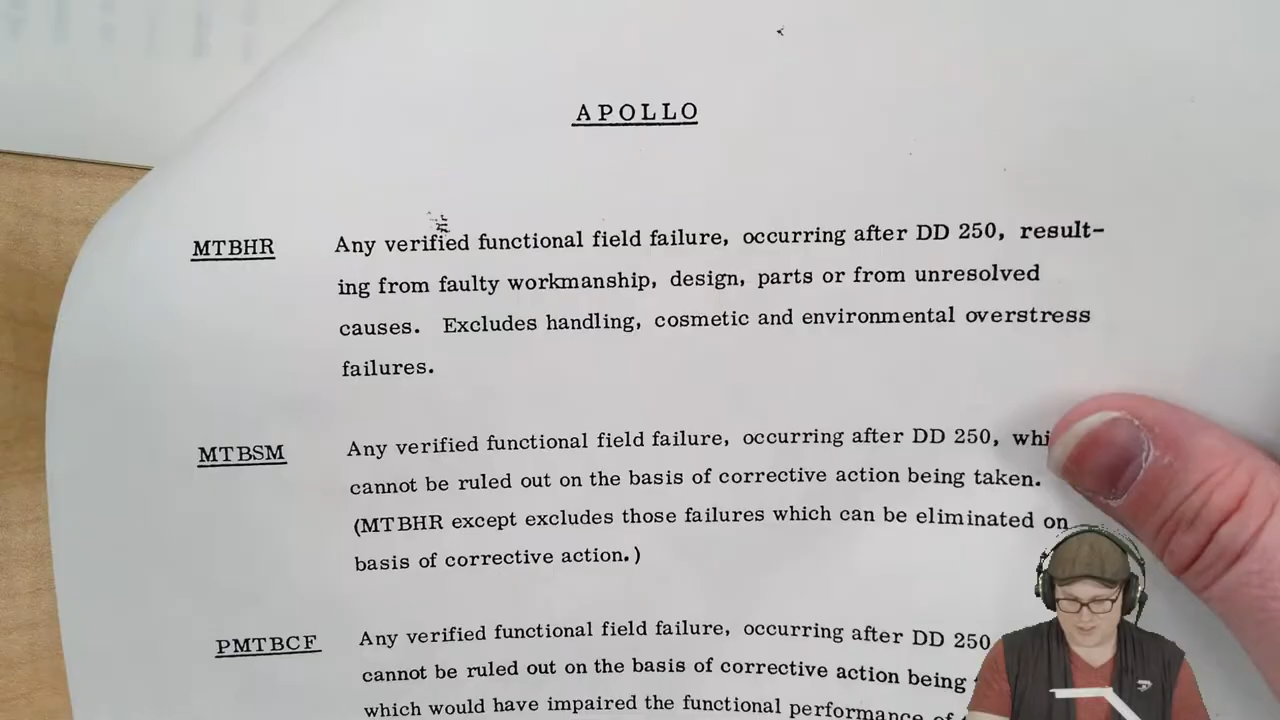 APOLLO
MTBHR Any verified functional field failure, occurring after DD 250, result-
ing from faulty workmanship, design, parts or from unresolved
causes. Excludes handling, cosmetic and environmental overstress
failures.
MTBSM Any verified functional field failure, occurring after DD 250,
cannot be ruled out on the basis of corrective action being taken.
(MTBHR except excludes those failures which can be eliminated on
basis of corrective action.)
PMTBCF Any verified functional field failure, occurring after DD 250
cannot be ruled out on the basis of corrective action being
which would have impaired the functional performance of